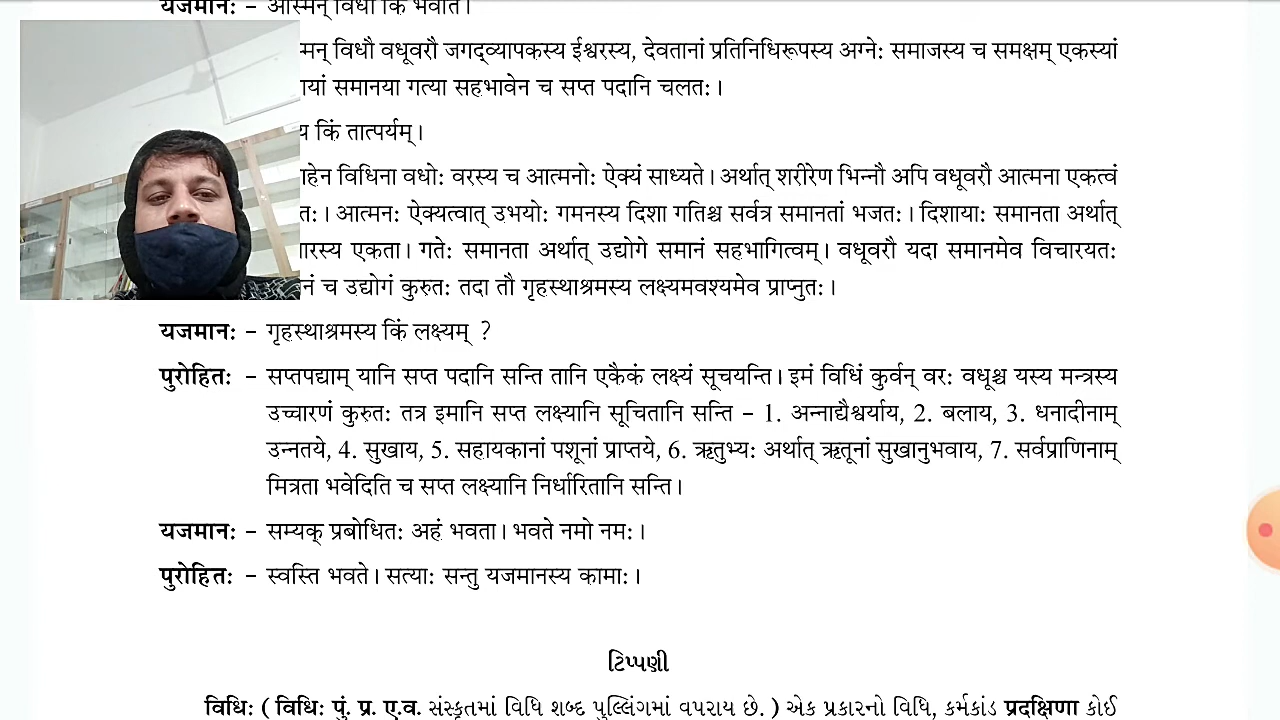 यजमानः – अस्मिन् विधौ किं भवति ।
विधौ वधूवरौ जगद्व्यापकस्य ईश्वरस्य, देवतानां प्रतिनिधिरूपस्य अग्नेः समाजस्य च समक्षम् एकस्यां
समानया गत्या सहभावेन च सप्त पदानि चलतः ।
किं तात्पर्यम् ।
विधिना वधोः वरस्य च आत्मनोः ऐक्यं साध्यते । अर्थात् शरीरेण भिन्नौ अपि वधूवरौ आत्मना एकत्वं
आत्मनः ऐक्यत्वात् उभयोः गमनस्य दिशा गतिश्च सर्वत्र समानतां भजतः । दिशायाः समानता अर्थात्
एकता । गतेः समानता अर्थात् उद्योगे समानं सहभागित्वम् । वधूवरौ यदा समानमेव विचारयतः
च उद्योगं कुरुतः तदा तौ गृहस्थाश्रमस्य लक्ष्यमवश्यमेव प्राप्नुतः ।
यजमानः – गृहस्थाश्रमस्य किं लक्ष्यम् ?
पुरोहितः – सप्तपद्याम् यानि सप्त पदानि सन्ति तानि एकैकं लक्ष्यं सूचयन्ति । इमं विधिं कुर्वन् वरः वधूश्च यस्य मन्त्रस्य
उच्चारणं कुरुतः तत्र इमानि सप्त लक्ष्यानि सूचितानि सन्ति – 1. अन्नाद्यैश्वर्याय, 2. बलाय, 3. धनादीनाम्
उन्नतये, 4. सुखाय, 5. सहायकानां पशूनां प्राप्तये, 6. ऋतुभ्यः अर्थात् ऋतूनां सुखानुभवाय, 7. सर्वप्राणिनाम्
मित्रता भवेदिति च सप्त लक्ष्यानि निर्धारितानि सन्ति ।
यजमानः – सम्यक् प्रबोधितः अहं भवता । भवते नमो नमः ।
पुरोहितः – स्वस्ति भवते । सत्याः सन्तु यजमानस्य कामाः ।
ટિપ્પણી
विधिः ( विधिः पुं. प्र. ए.व. સંસ્કૃતમાં વિધિ શબ્દ પુલ્લિંગમાં વપરાય છે. ) એક પ્રકારનો વિધિ, કર્મકાંડ प्रदक्षिणा કોઈ